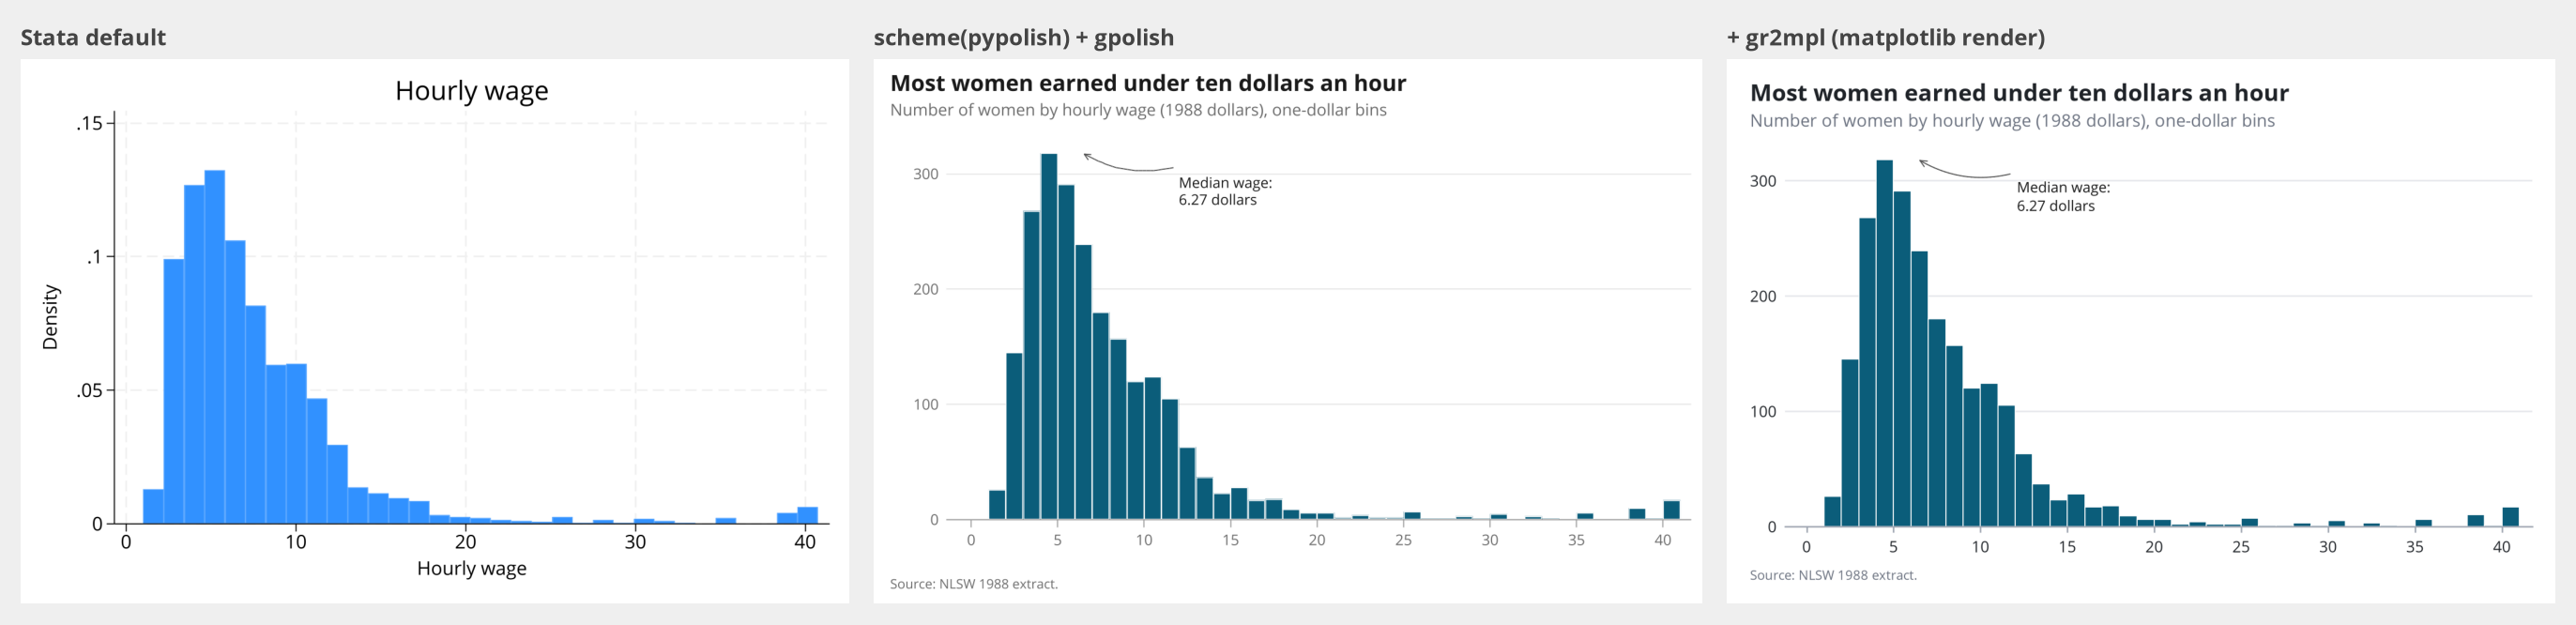 Stata default
Hourly wage
.15
.1
.05
0
Density
0 10 20 30 40
Hourly wage
scheme(pypolish) + gpolish
Most women earned under ten dollars an hour
Number of women by hourly wage (1988 dollars), one-dollar bins
300
200
100
0
Median wage:
6.27 dollars
0 5 10 15 20 25 30 35 40
Source: NLSW 1988 extract.
+ gr2mpl (matplotlib render)
Most women earned under ten dollars an hour
Number of women by hourly wage (1988 dollars), one-dollar bins
300
200
100
0
Median wage:
6.27 dollars
0 5 10 15 20 25 30 35 40
Source: NLSW 1988 extract.